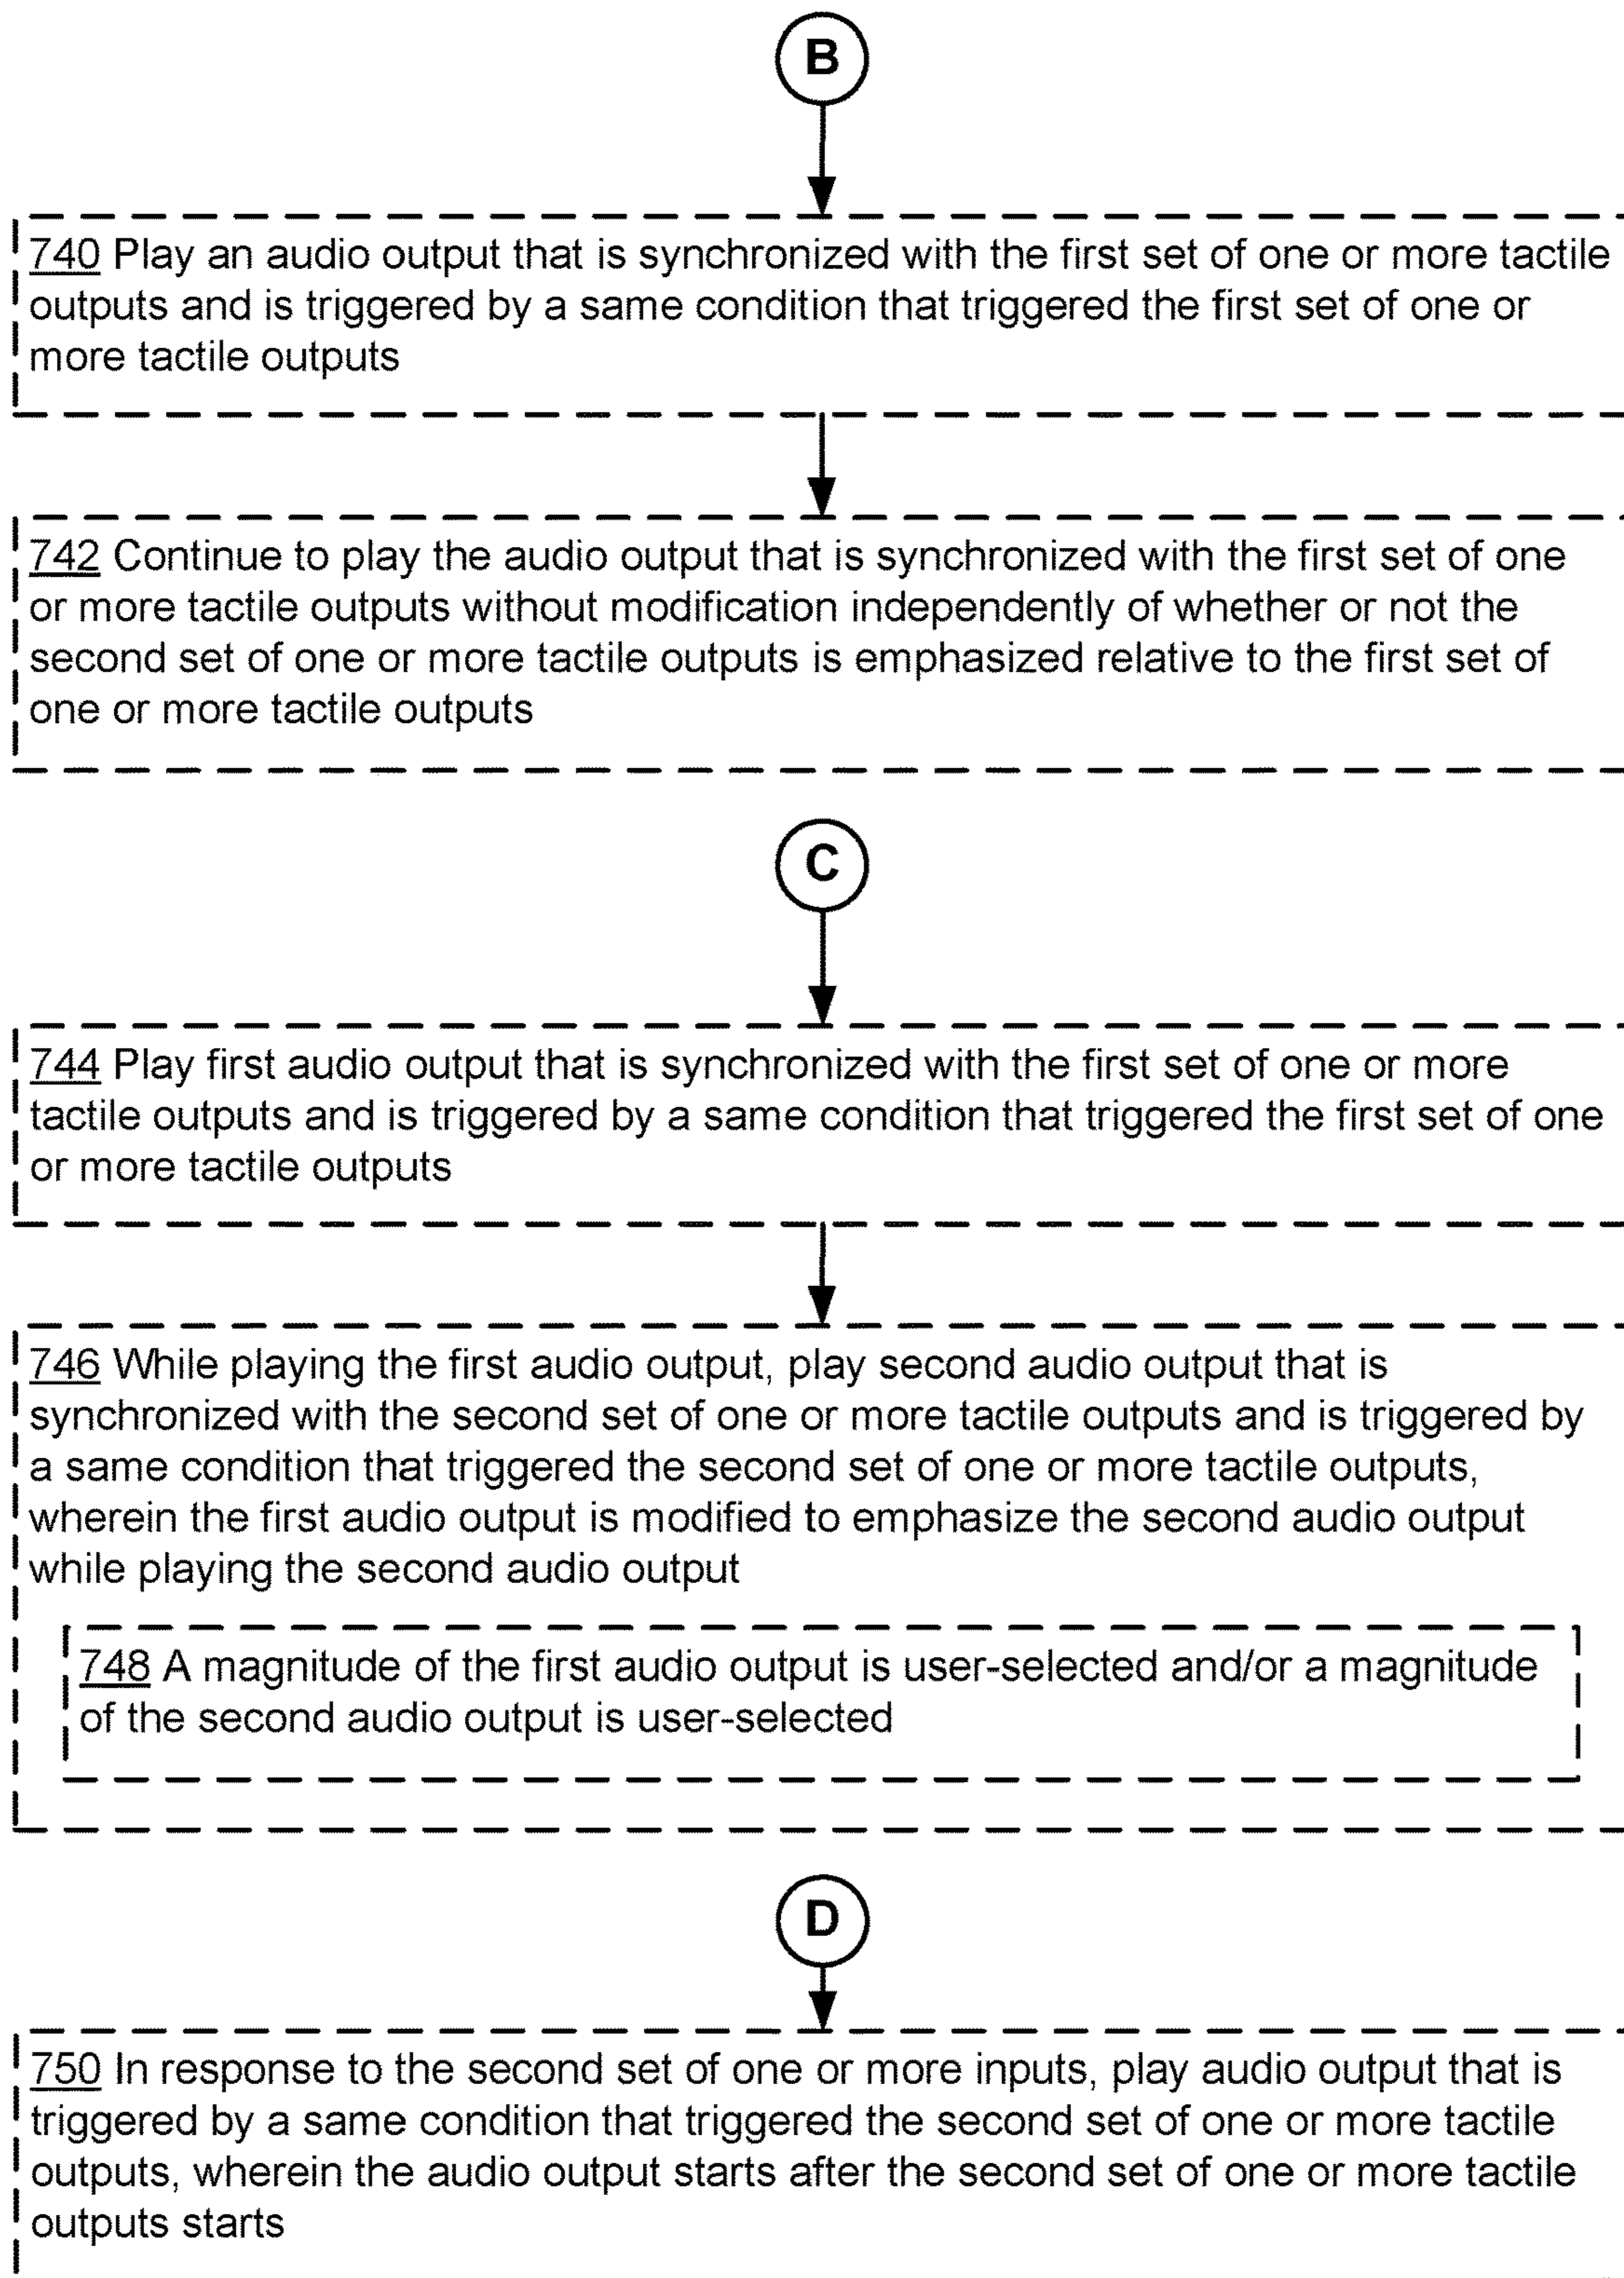 B
740 Play an audio output that is synchronized with the first set of one or more tactile
outputs and is triggered by a same condition that triggered the first set of one or
more tactile outputs
742 Continue to play the audio output that is synchronized with the first set of one
or more tactile outputs without modification independently of whether or not the
second set of one or more tactile outputs is emphasized relative to the first set of
one or more tactile outputs
C
744 Play first audio output that is synchronized with the first set of one or more
tactile outputs and is triggered by a same condition that triggered the first set of one
or more tactile outputs
746 While playing the first audio output, play second audio output that is
synchronized with the second set of one or more tactile outputs and is triggered by
a same condition that triggered the second set of one or more tactile outputs,
wherein the first audio output is modified to emphasize the second audio output
while playing the second audio output
748 A magnitude of the first audio output is user-selected and/or a magnitude
of the second audio output is user-selected
D
750 In response to the second set of one or more inputs, play audio output that is
triggered by a same condition that triggered the second set of one or more tactile
outputs, wherein the audio output starts after the second set of one or more tactile
outputs starts